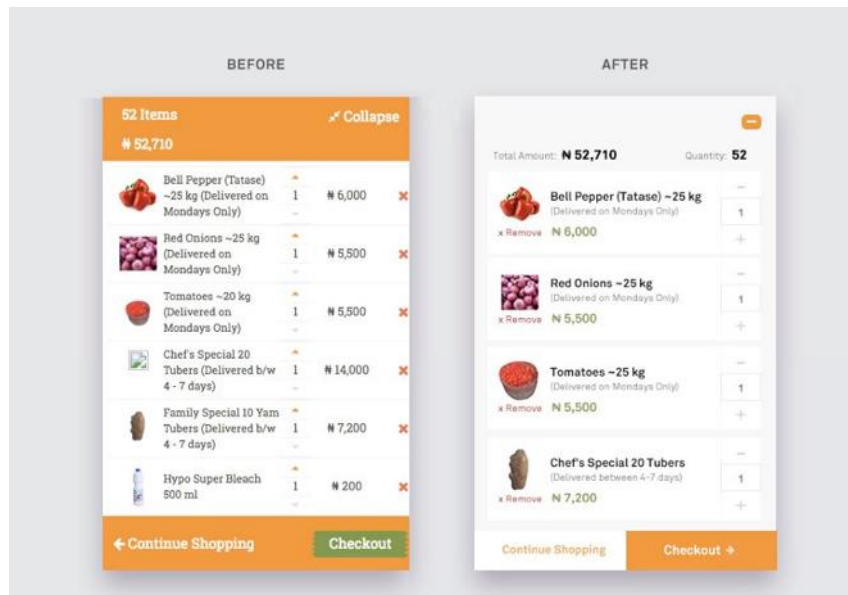 BEFORE
52 Items
Collapse
₦ 52,710
Bell Pepper (Tatase)
~25 kg (Delivered on
Mondays Only)
1
₦ 6,000
Red Onions ~25 kg
(Delivered on
Mondays Only)
1
₦ 5,500
Tomatoes ~20 kg
(Delivered on
Mondays Only)
1
₦ 5,500
Chef's Special 20
Tubers (Delivered b/w
4 - 7 days)
1
₦ 14,000
Family Special 10 Yam
Tubers (Delivered b/w
4 - 7 days)
1
₦ 7,200
Hypo Super Bleach
500 ml
1
₦ 200
Continue Shopping
Checkout
AFTER
Total Amount: ₦ 52,710
Quantity: 52
Bell Pepper (Tatase) ~25 kg
(Delivered on Mondays Only)
x Remove ₦ 6,000
1
Red Onions ~25 kg
(Delivered on Mondays Only)
x Remove ₦ 5,500
1
Tomatoes ~25 kg
(Delivered on Mondays Only)
x Remove ₦ 5,500
1
Chef's Special 20 Tubers
(Delivered between 4-7 days)
x Remove ₦ 7,200
1
Continue Shopping
Checkout →